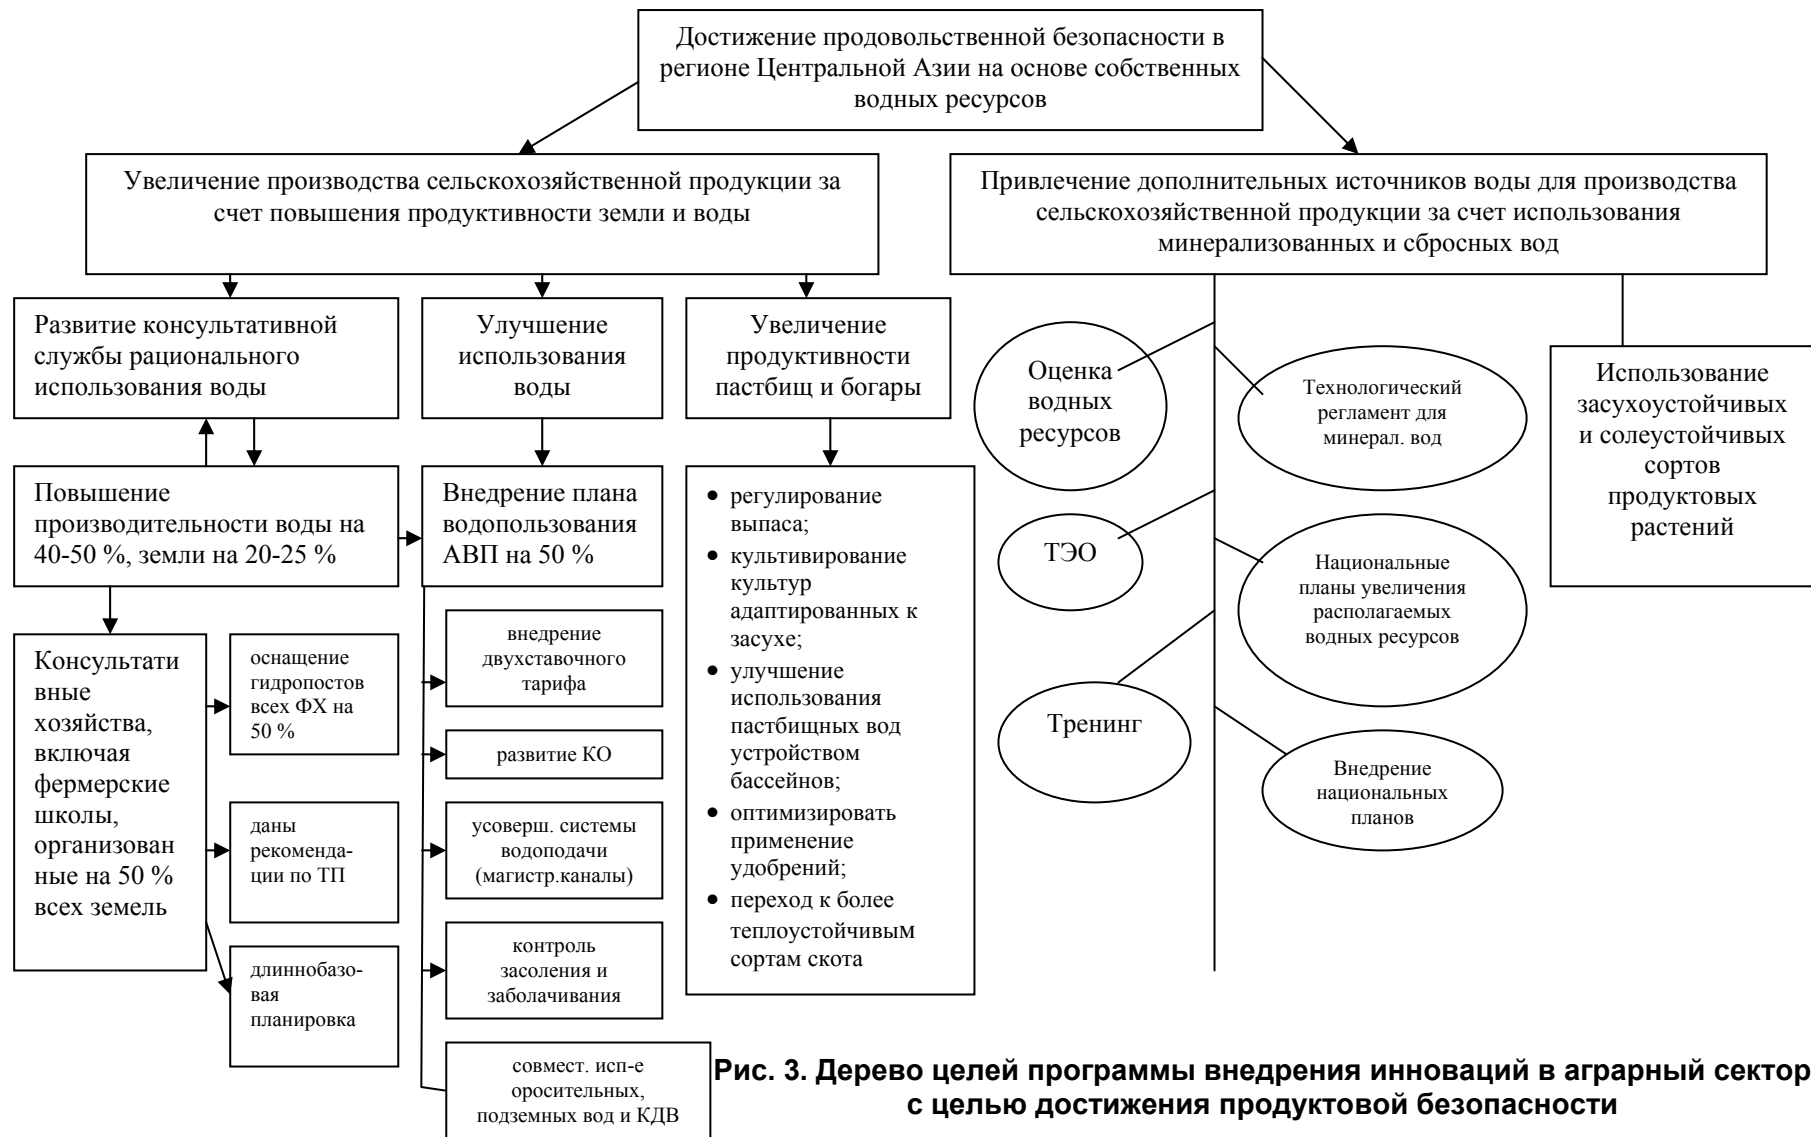 Достижение продовольственной безопасности в
регионе Центральной Азии на основе собственных
водных ресурсов
Увеличение производства сельскохозяйственной продукции за
счет повышения продуктивности земли и воды
Привлечение дополнительных источников воды для производства
сельскохозяйственной продукции за счет использования
минерализованных и сбросных вод
Развитие консультативной
службы рационального
использования воды
Улучшение
использования
воды
Увеличение
продуктивности
пастбищ и богары
Оценка
водных
ресурсов
Технологический
регламент для
минерал. вод
Использование
засухоустойчивых
и солеустойчивых
сортов
продуктовых
растений
Повышение
производительности воды на
40-50 %, земли на 20-25 %
Внедрение плана
водопользования
АВП на 50 %
• регулирование
выпаса;
• культивирование
культур
адаптированных к
засухе;
• улучшение
использования
пастбищных вод
устройством
бассейнов;
• оптимизировать
применение
удобрений;
• переход к более
теплоустойчивым
сортам скота
ТЭО
Национальные
планы увеличения
располагаемых
водных ресурсов
Тренинг
Внедрение
национальных
планов
Консультати
вные
хозяйства,
включая
фермерские
школы,
организован
ные на 50 %
всех земель
оснащение
гидропостов
всех ФХ на
50 %
даны
рекоменда-
ции по ТП
длиннобазо-
вая
планировка
внедрение
двухставочного
тарифа
развитие КО
усоверш. системы
водоподачи
(магистр.каналы)
контроль
засоления и
заболачивания
совмест. исп-е
оросительных,
подземных вод и КДВ
Рис. 3. Дерево целей программы внедрения инноваций в аграрный сектор
с целью достижения продуктовой безопасности